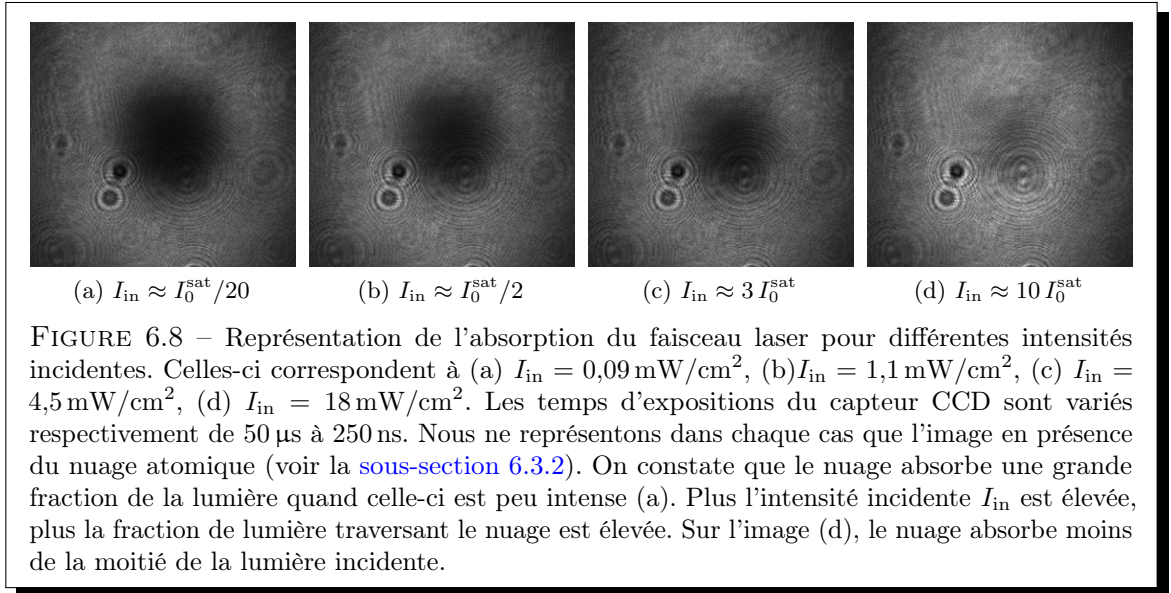 (a) I_in ≈ I_0^sat/20
(b) I_in ≈ I_0^sat/2
(c) I_in ≈ 3 I_0^sat
(d) I_in ≈ 10 I_0^sat
FIGURE 6.8 – Représentation de l'absorption du faisceau laser pour différentes intensités
incidentes. Celles-ci correspondent à (a) I_in = 0,09 mW/cm², (b)I_in = 1,1 mW/cm², (c) I_in =
4,5 mW/cm², (d) I_in = 18 mW/cm². Les temps d'expositions du capteur CCD sont variés
respectivement de 50 µs à 250 ns. Nous ne représentons dans chaque cas que l'image en présence
du nuage atomique (voir la sous-section 6.3.2). On constate que le nuage absorbe une grande
fraction de la lumière quand celle-ci est peu intense (a). Plus l'intensité incidente I_in est élevée,
plus la fraction de lumière traversant le nuage est élevée. Sur l'image (d), le nuage absorbe moins
de la moitié de la lumière incidente.